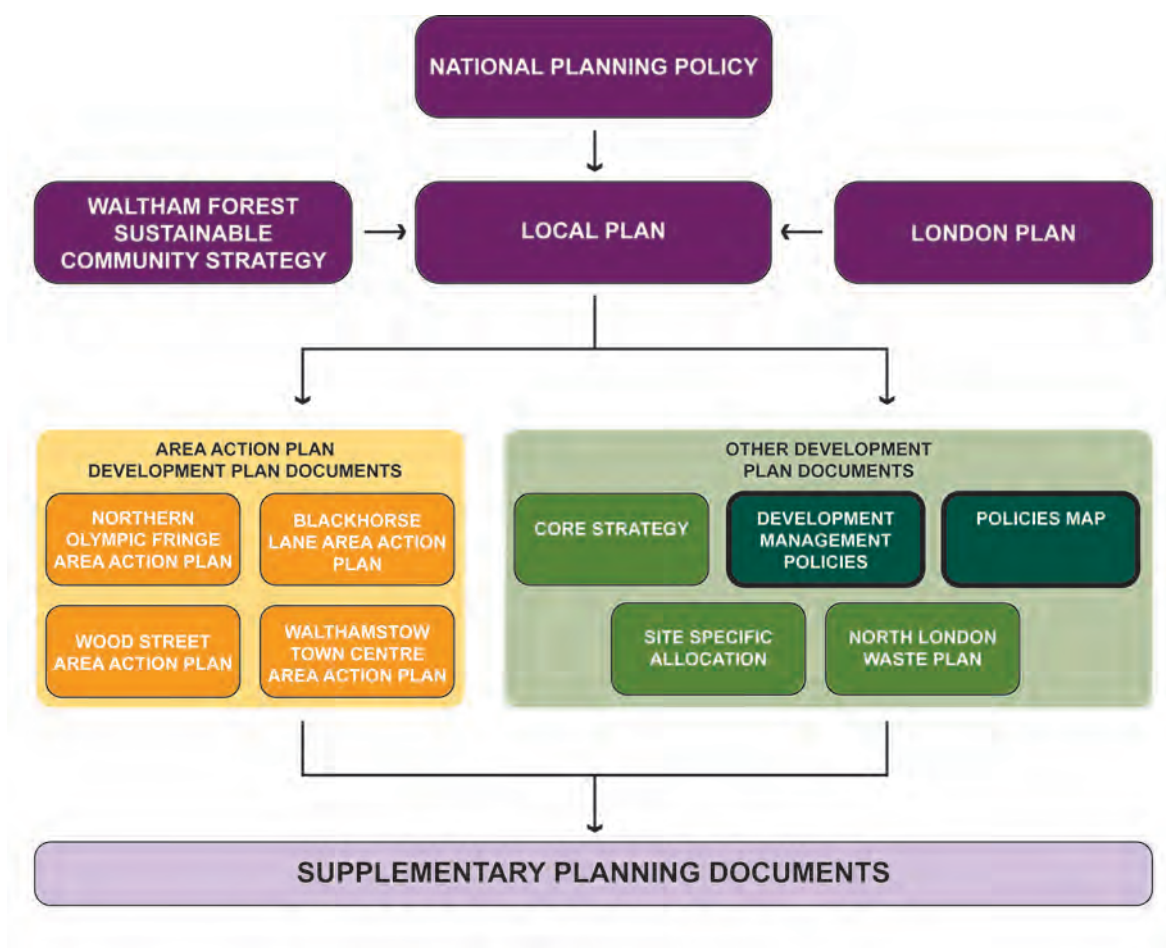 NATIONAL PLANNING POLICY
WALTHAM FOREST
SUSTAINABLE
COMMUNITY STRATEGY
LOCAL PLAN
LONDON PLAN
AREA ACTION PLAN
DEVELOPMENT PLAN DOCUMENTS
NORTHERN
OLYMPIC FRINGE
AREA ACTION PLAN
BLACKHORSE
LANE AREA ACTION
PLAN
WOOD STREET
AREA ACTION PLAN
WALTHAMSTOW
TOWN CENTRE
AREA ACTION PLAN
OTHER DEVELOPMENT
PLAN DOCUMENTS
CORE STRATEGY
DEVELOPMENT
MANAGEMENT
POLICIES
POLICIES MAP
SITE SPECIFIC
ALLOCATION
NORTH LONDON
WASTE PLAN
SUPPLEMENTARY PLANNING DOCUMENTS